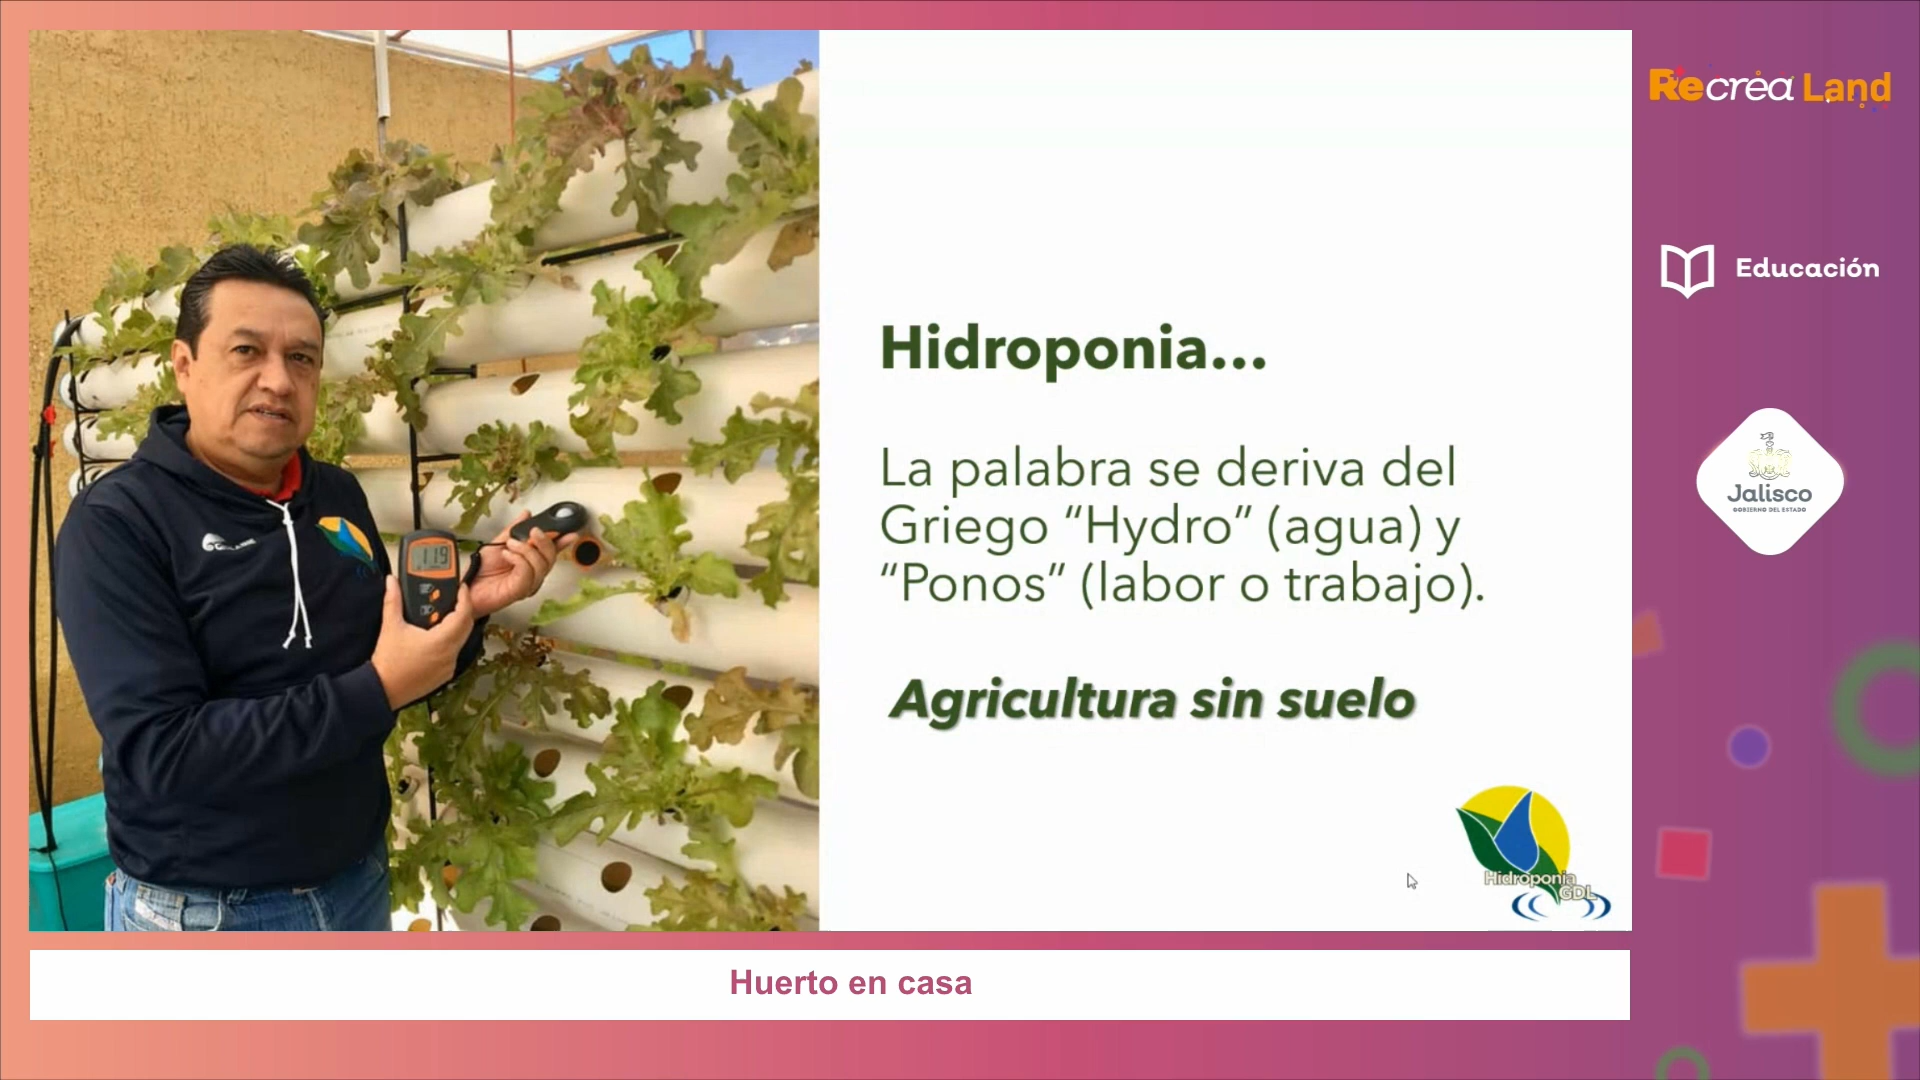 Recrea Land
Educación
Jalisco
GOBIERNO DEL ESTADO
119
Hidroponia...
La palabra se deriva del
Griego “Hydro” (agua) y
“Ponos” (labor o trabajo).
Agricultura sin suelo
Hidroponia
GDL
Huerto en casa